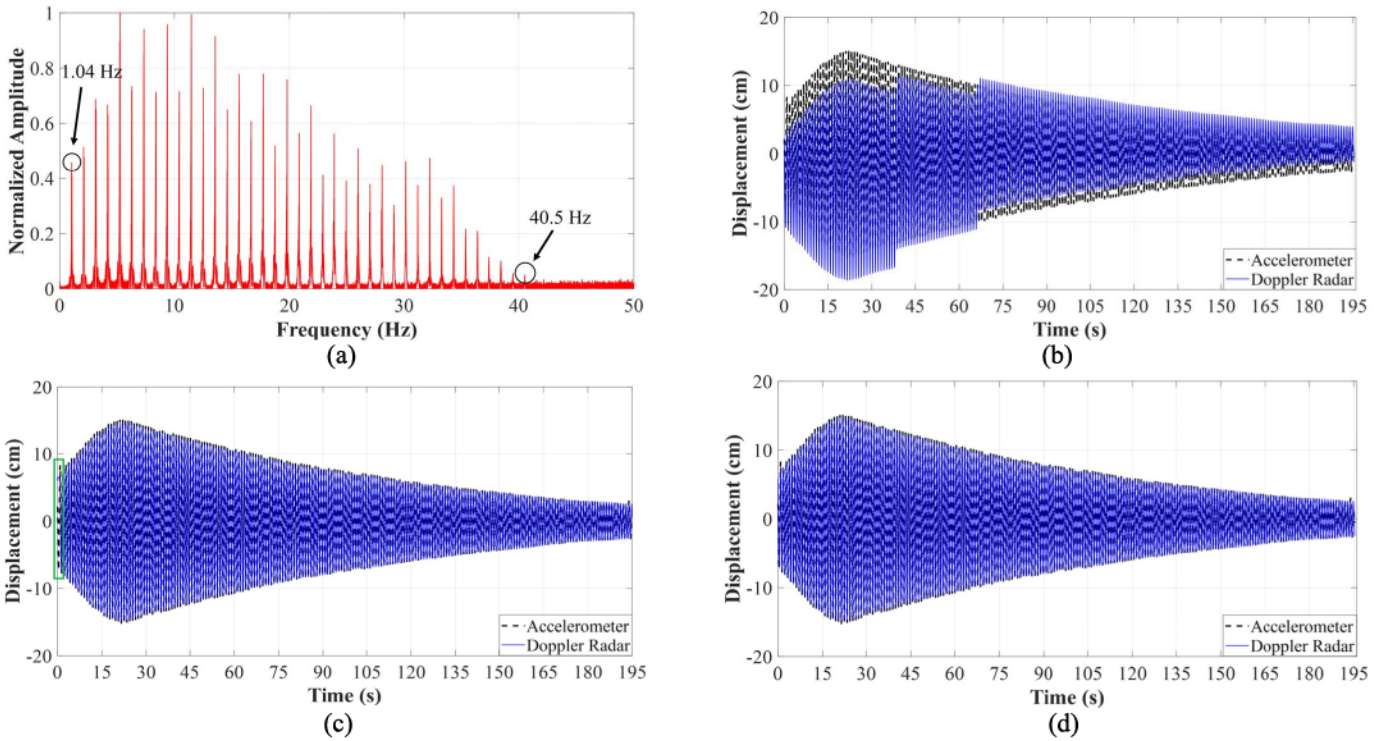 1
0.8
0.6
0.4
0.2
0
Normalized Amplitude
1.04 Hz
40.5 Hz
0 10 20 30 40 50
Frequency (Hz)
(a)
20
10
0
-10
-20
Displacement (cm)
Accelerometer
Doppler Radar
0 15 30 45 60 75 90 105 120 135 150 165 180 195
Time (s)
(b)
20
10
0
-10
-20
Displacement (cm)
Accelerometer
Doppler Radar
0 15 30 45 60 75 90 105 120 135 150 165 180 195
Time (s)
(c)
20
10
0
-10
-20
Displacement (cm)
Accelerometer
Doppler Radar
0 15 30 45 60 75 90 105 120 135 150 165 180 195
Time (s)
(d)